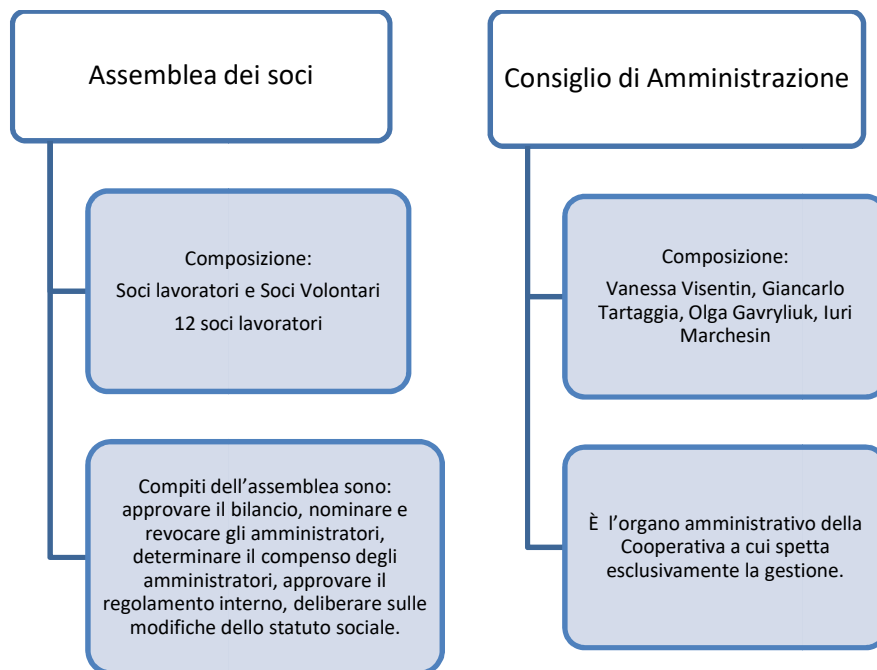 Assemblea dei soci
Composizione:
Soci lavoratori e Soci Volontari
12 soci lavoratori
Compiti dell'assemblea sono:
approvare il bilancio, nominare e
revocare gli amministratori,
determinare il compenso degli
amministratori, approvare il
regolamento interno, deliberare sulle
modifiche dello statuto sociale.
Consiglio di Amministrazione
Composizione:
Vanessa Visentin, Giancarlo
Tartaggia, Olga Gavryliuk, Iuri
Marchesin
È l'organo amministrativo della
Cooperativa a cui spetta
esclusivamente la gestione.